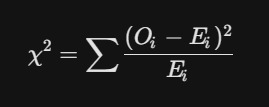 χ² = ∑ (Oᵢ − Eᵢ)² / Eᵢ